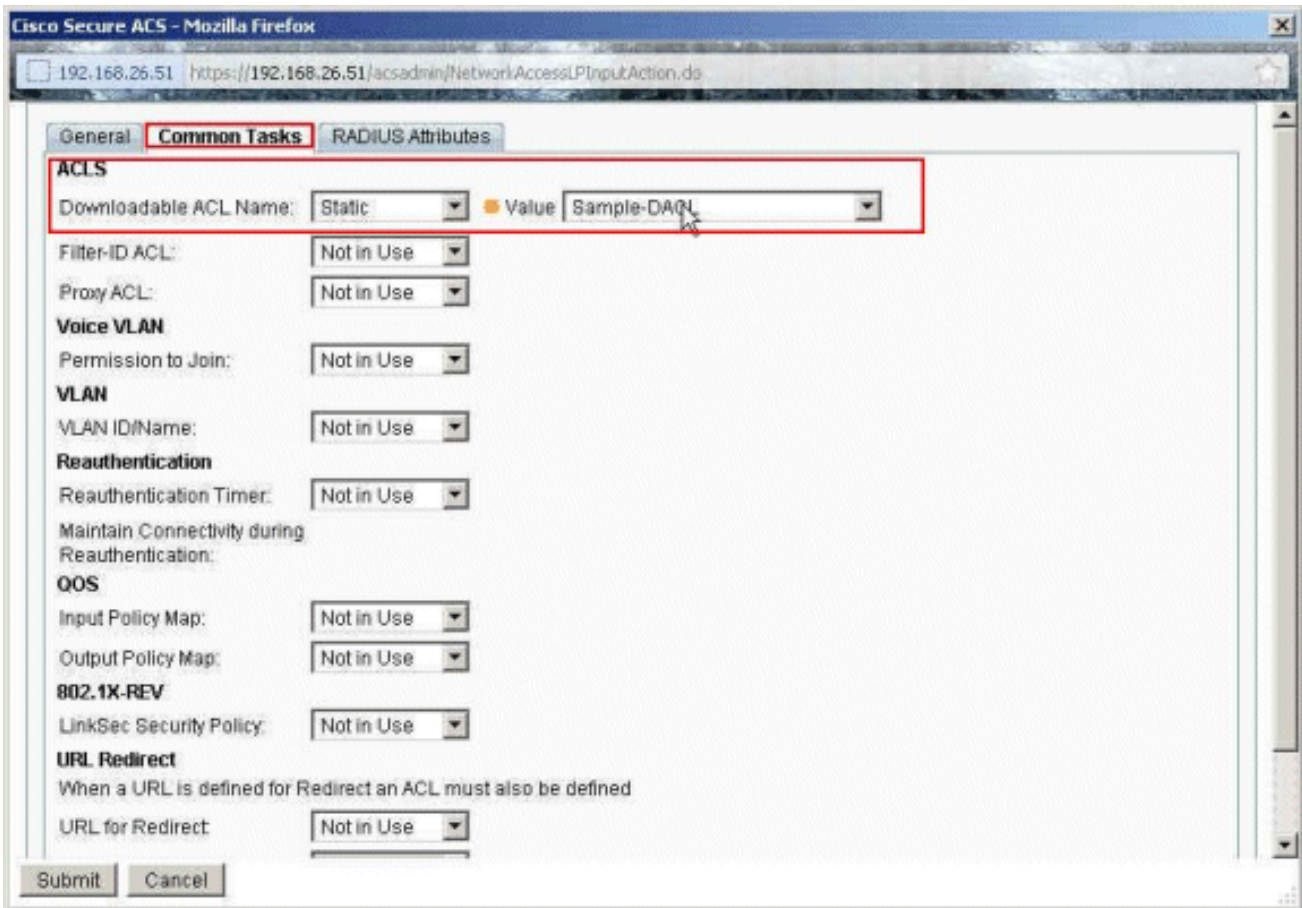 Cisco Secure ACS - Mozilla Firefox
192.168.26.51 https://192.168.26.51/acsadmin/NetworkAccessLPInputAction.do
General Common Tasks RADIUS Attributes
ACLS
Downloadable ACL Name: Static Value Sample-DACL
Filter-ID ACL: Not in Use
Proxy ACL: Not in Use
Voice VLAN
Permission to Join: Not in Use
VLAN
VLAN ID/Name: Not in Use
Reauthentication
Reauthentication Timer: Not in Use
Maintain Connectivity during
Reauthentication:
QOS
Input Policy Map: Not in Use
Output Policy Map: Not in Use
802.1X-REV
LinkSec Security Policy: Not in Use
URL Redirect
When a URL is defined for Redirect an ACL must also be defined
URL for Redirect: Not in Use
Submit Cancel